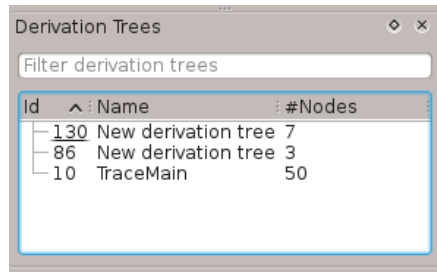 Derivation Trees
Filter derivation trees
Id Name #Nodes
130 New derivation tree 7
86 New derivation tree 3
10 TraceMain 50